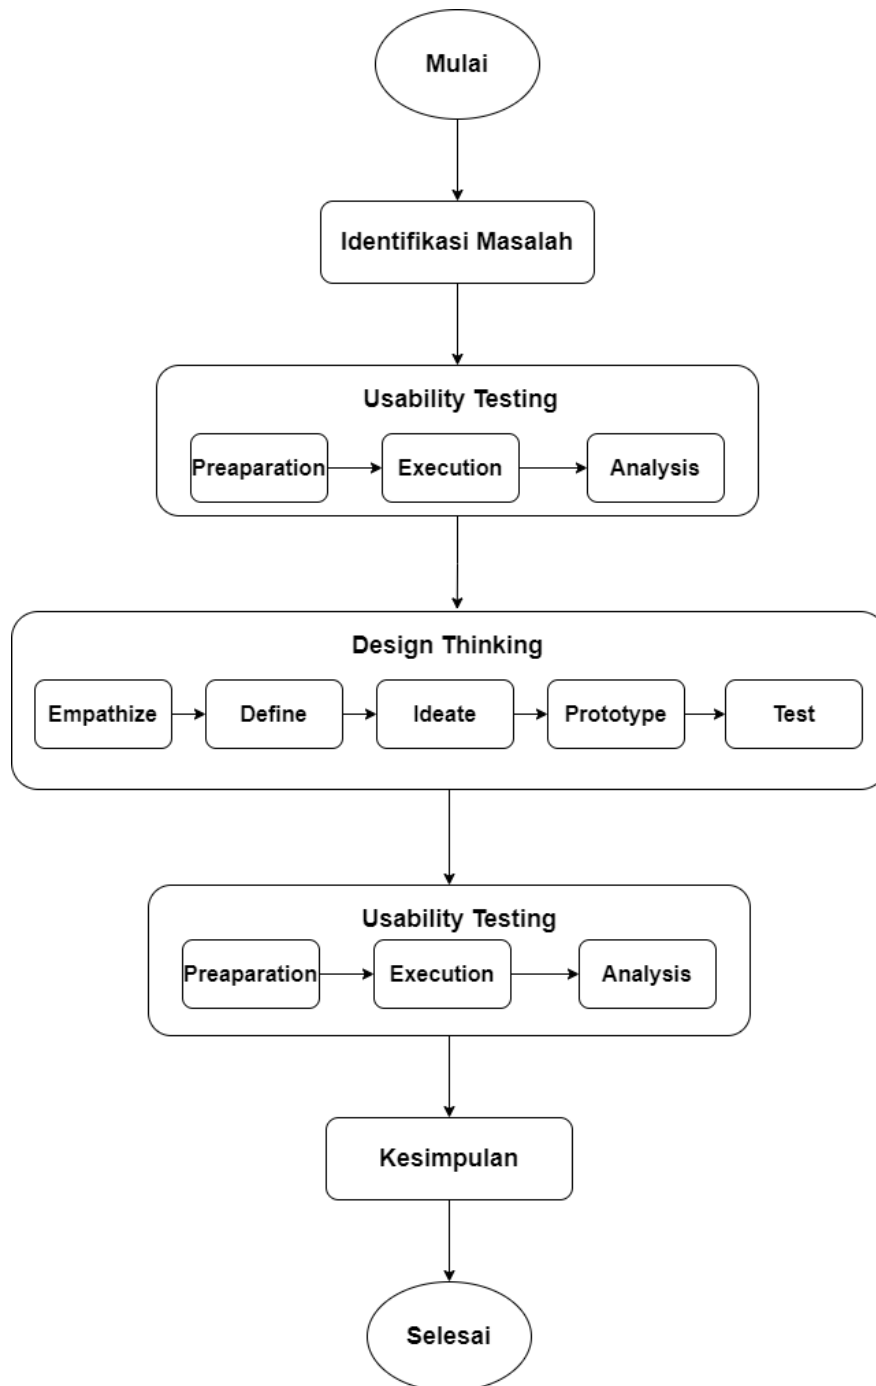 Mulai
Identifikasi Masalah
Usability Testing
Preaparation
Execution
Analysis
Design Thinking
Empathize
Define
Ideate
Prototype
Test
Usability Testing
Preaparation
Execution
Analysis
Kesimpulan
Selesai